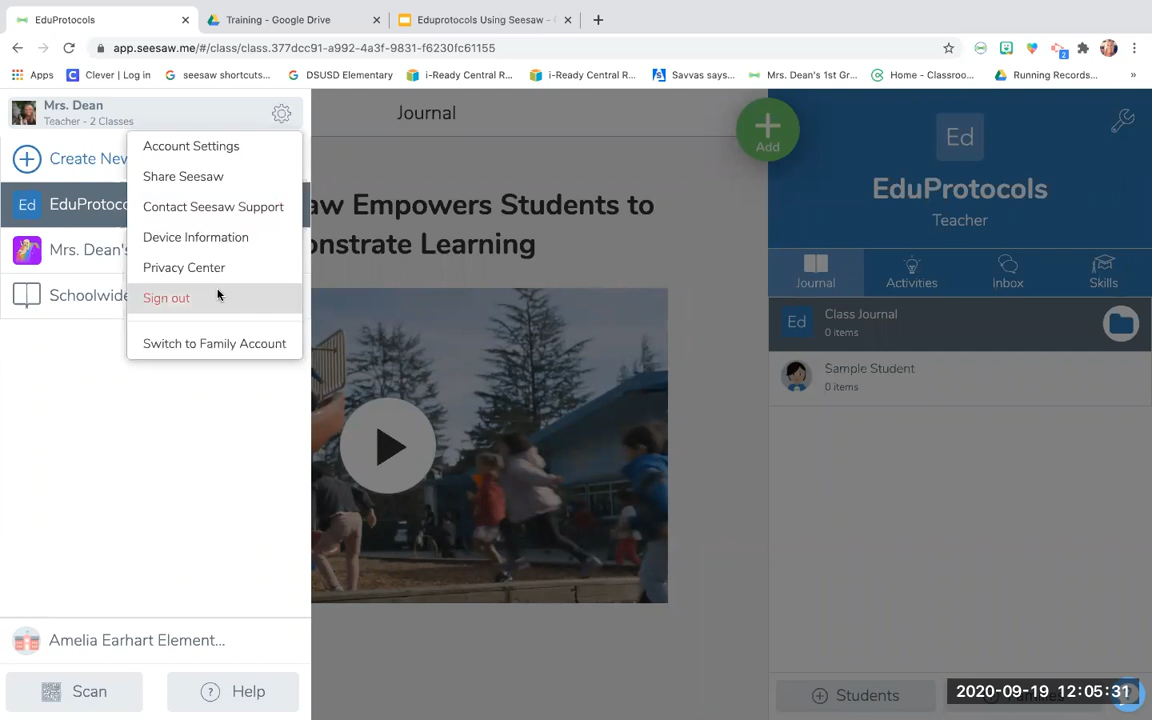 EduProtocols
Training - Google Drive
Eduprotocols Using Seesaw -
app.seesaw.me/#/class/class.377dcc91-a992-4a3f-9831-f6230fc61155
2
Apps
Clever | Log in
seesaw shortcuts...
DSUSD Elementary
i-Ready Central R...
i-Ready Central R...
Savvas says...
Mrs. Dean's 1st Gr...
Home - Classroo...
Running Records...
»
Mrs. Dean
Teacher - 2 Classes
Account Settings
Share Seesaw
Contact Seesaw Support
Device Information
Privacy Center
Sign out
Switch to Family Account
Create New
Ed EduProtoco
Mrs. Dean's
Schoolwide
Amelia Earhart Element...
Scan
? Help
Journal
Add
aw Empowers Students to
onstrate Learning
Ed
EduProtocols
Teacher
Journal
Activities
Inbox
Skills
Ed Class Journal
0 items
Sample Student
0 items
Students
2020-09-19 12:05:31